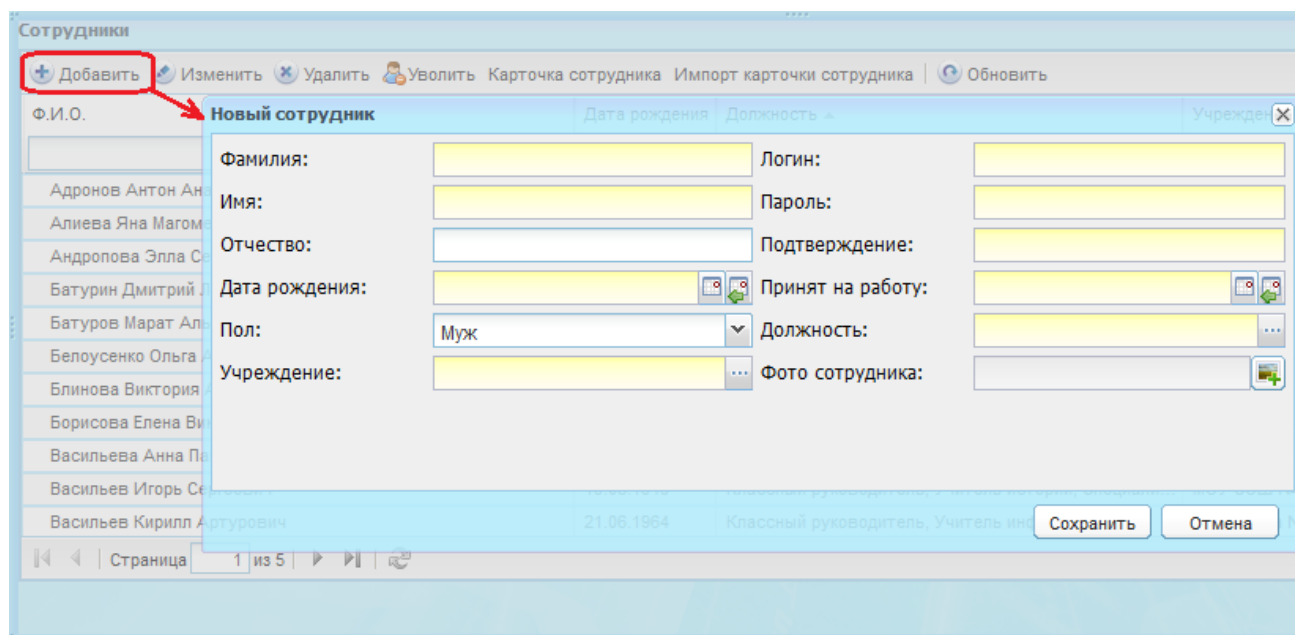 Сотрудники
Добавить Изменить Удалить Уволить Карточка сотрудника Импорт карточки сотрудника Обновить
Ф.И.О. Дата рождения Должность
Новый сотрудник
Фамилия: Логин:
Имя: Пароль:
Отчество: Подтверждение:
Дата рождения: Принят на работу:
Пол: Муж Должность:
Учреждение: Фото сотрудника:
Адронов Антон
Алиева Яна
Андропова Элла
Батурин Дмитрий
Батуров Марат
Белоусенко Ольга
Блинова Виктория
Борисова Елена
Васильева Анна
Васильев Игорь
Васильев Кирилл Артурович 21.06.1964 Классный руководитель, Учитель
Сохранить Отмена
Страница 1 из 5